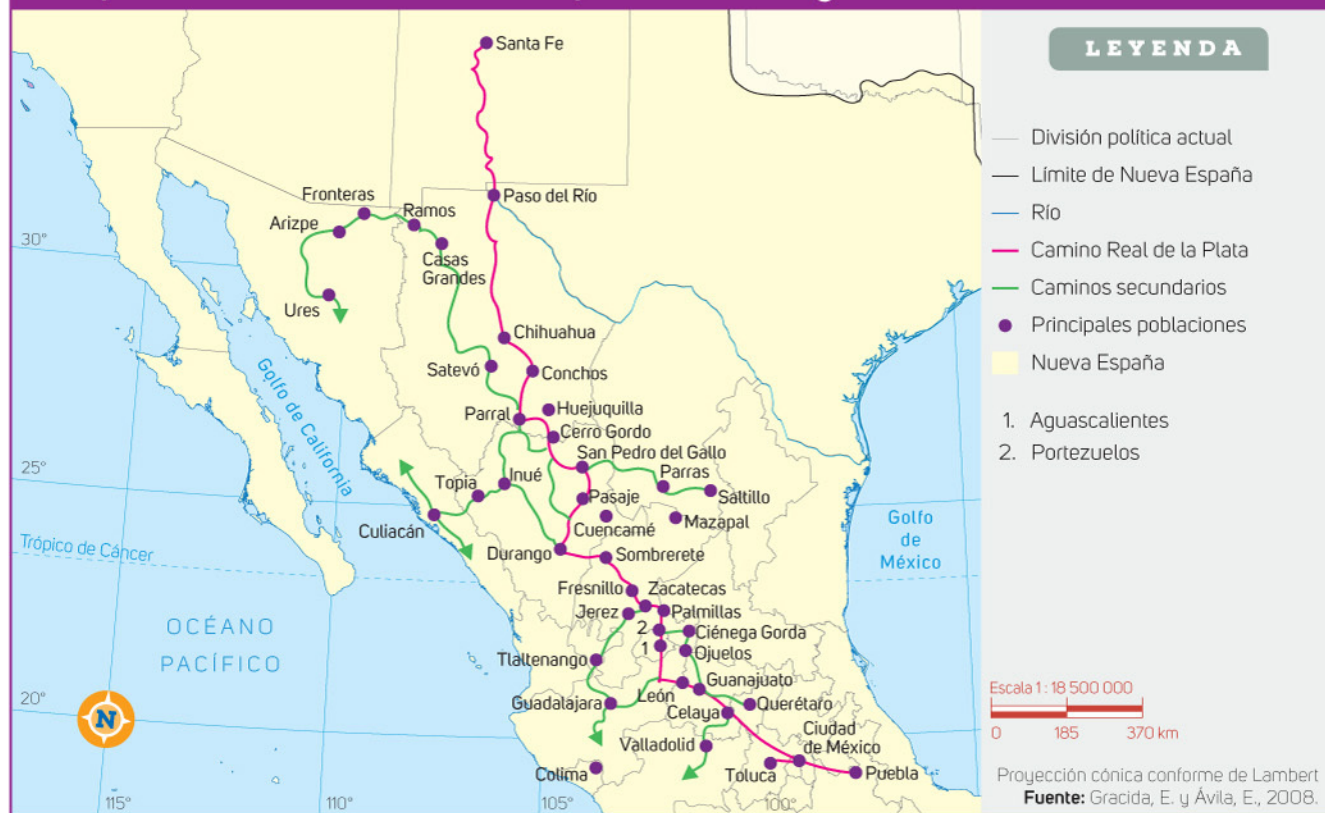 Santa Fe
Paso del Río
Fronteras
Ramos
Arizpe
Casas
Grandes
Ures
30°
Chihuahua
Satevó
Conchos
Golfo de California
Parral
Huejuquilla
Cerro Gordo
San Pedro del Gallo
25°
Topia
Inué
Parras
Saltillo
Pasaje
Mazapal
Culiacán
Cuencamé
Golfo
de
México
Trópico de Cáncer
Durango
Sombrerete
Fresnillo
Zacatecas
Jerez
Palmillas
2
Ciénega Gorda
1
Ojuelos
OCÉANO
PACÍFICO
Tlaltenango
20°
León
Guanajuato
Guadalajara
Celaya
Querétaro
N
Valladolid
Ciudad
de México
Colima
Toluca
Puebla
115°
110°
105°
100°
LEYENDA
División política actual
Límite de Nueva España
Río
Camino Real de la Plata
Caminos secundarios
Principales poblaciones
Nueva España
1. Aguascalientes
2. Portezuelos
Escala 1 : 18 500 000
0 185 370 km
Proyección cónica conforme de Lambert
Fuente: Gracida, E. y Ávila, E., 2008.